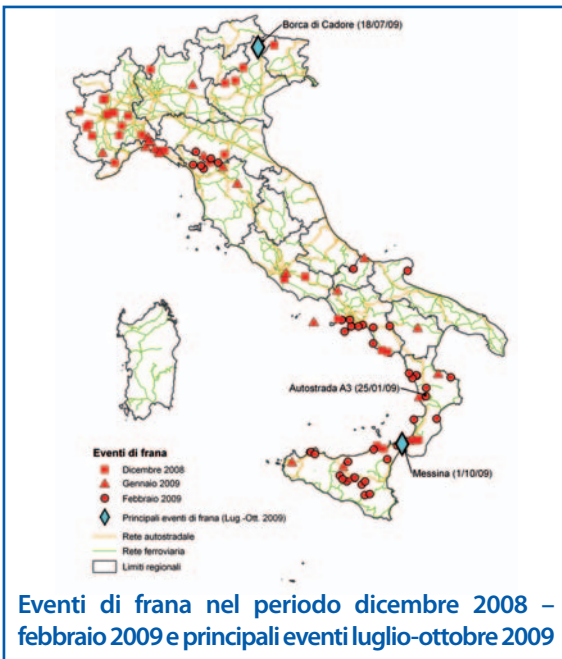 Borca di Cadore (18/07/09)
Autostrada A3 (25/01/09)
Messina (1/10/09)
Eventi di frana
Dicembre 2008
Gennaio 2009
Febbraio 2009
Principali eventi di frana (Lug.-Ott. 2009)
Rete autostradale
Rete ferroviaria
Limiti regionali
Eventi di frana nel periodo dicembre 2008 –
febbraio 2009 e principali eventi luglio-ottobre 2009